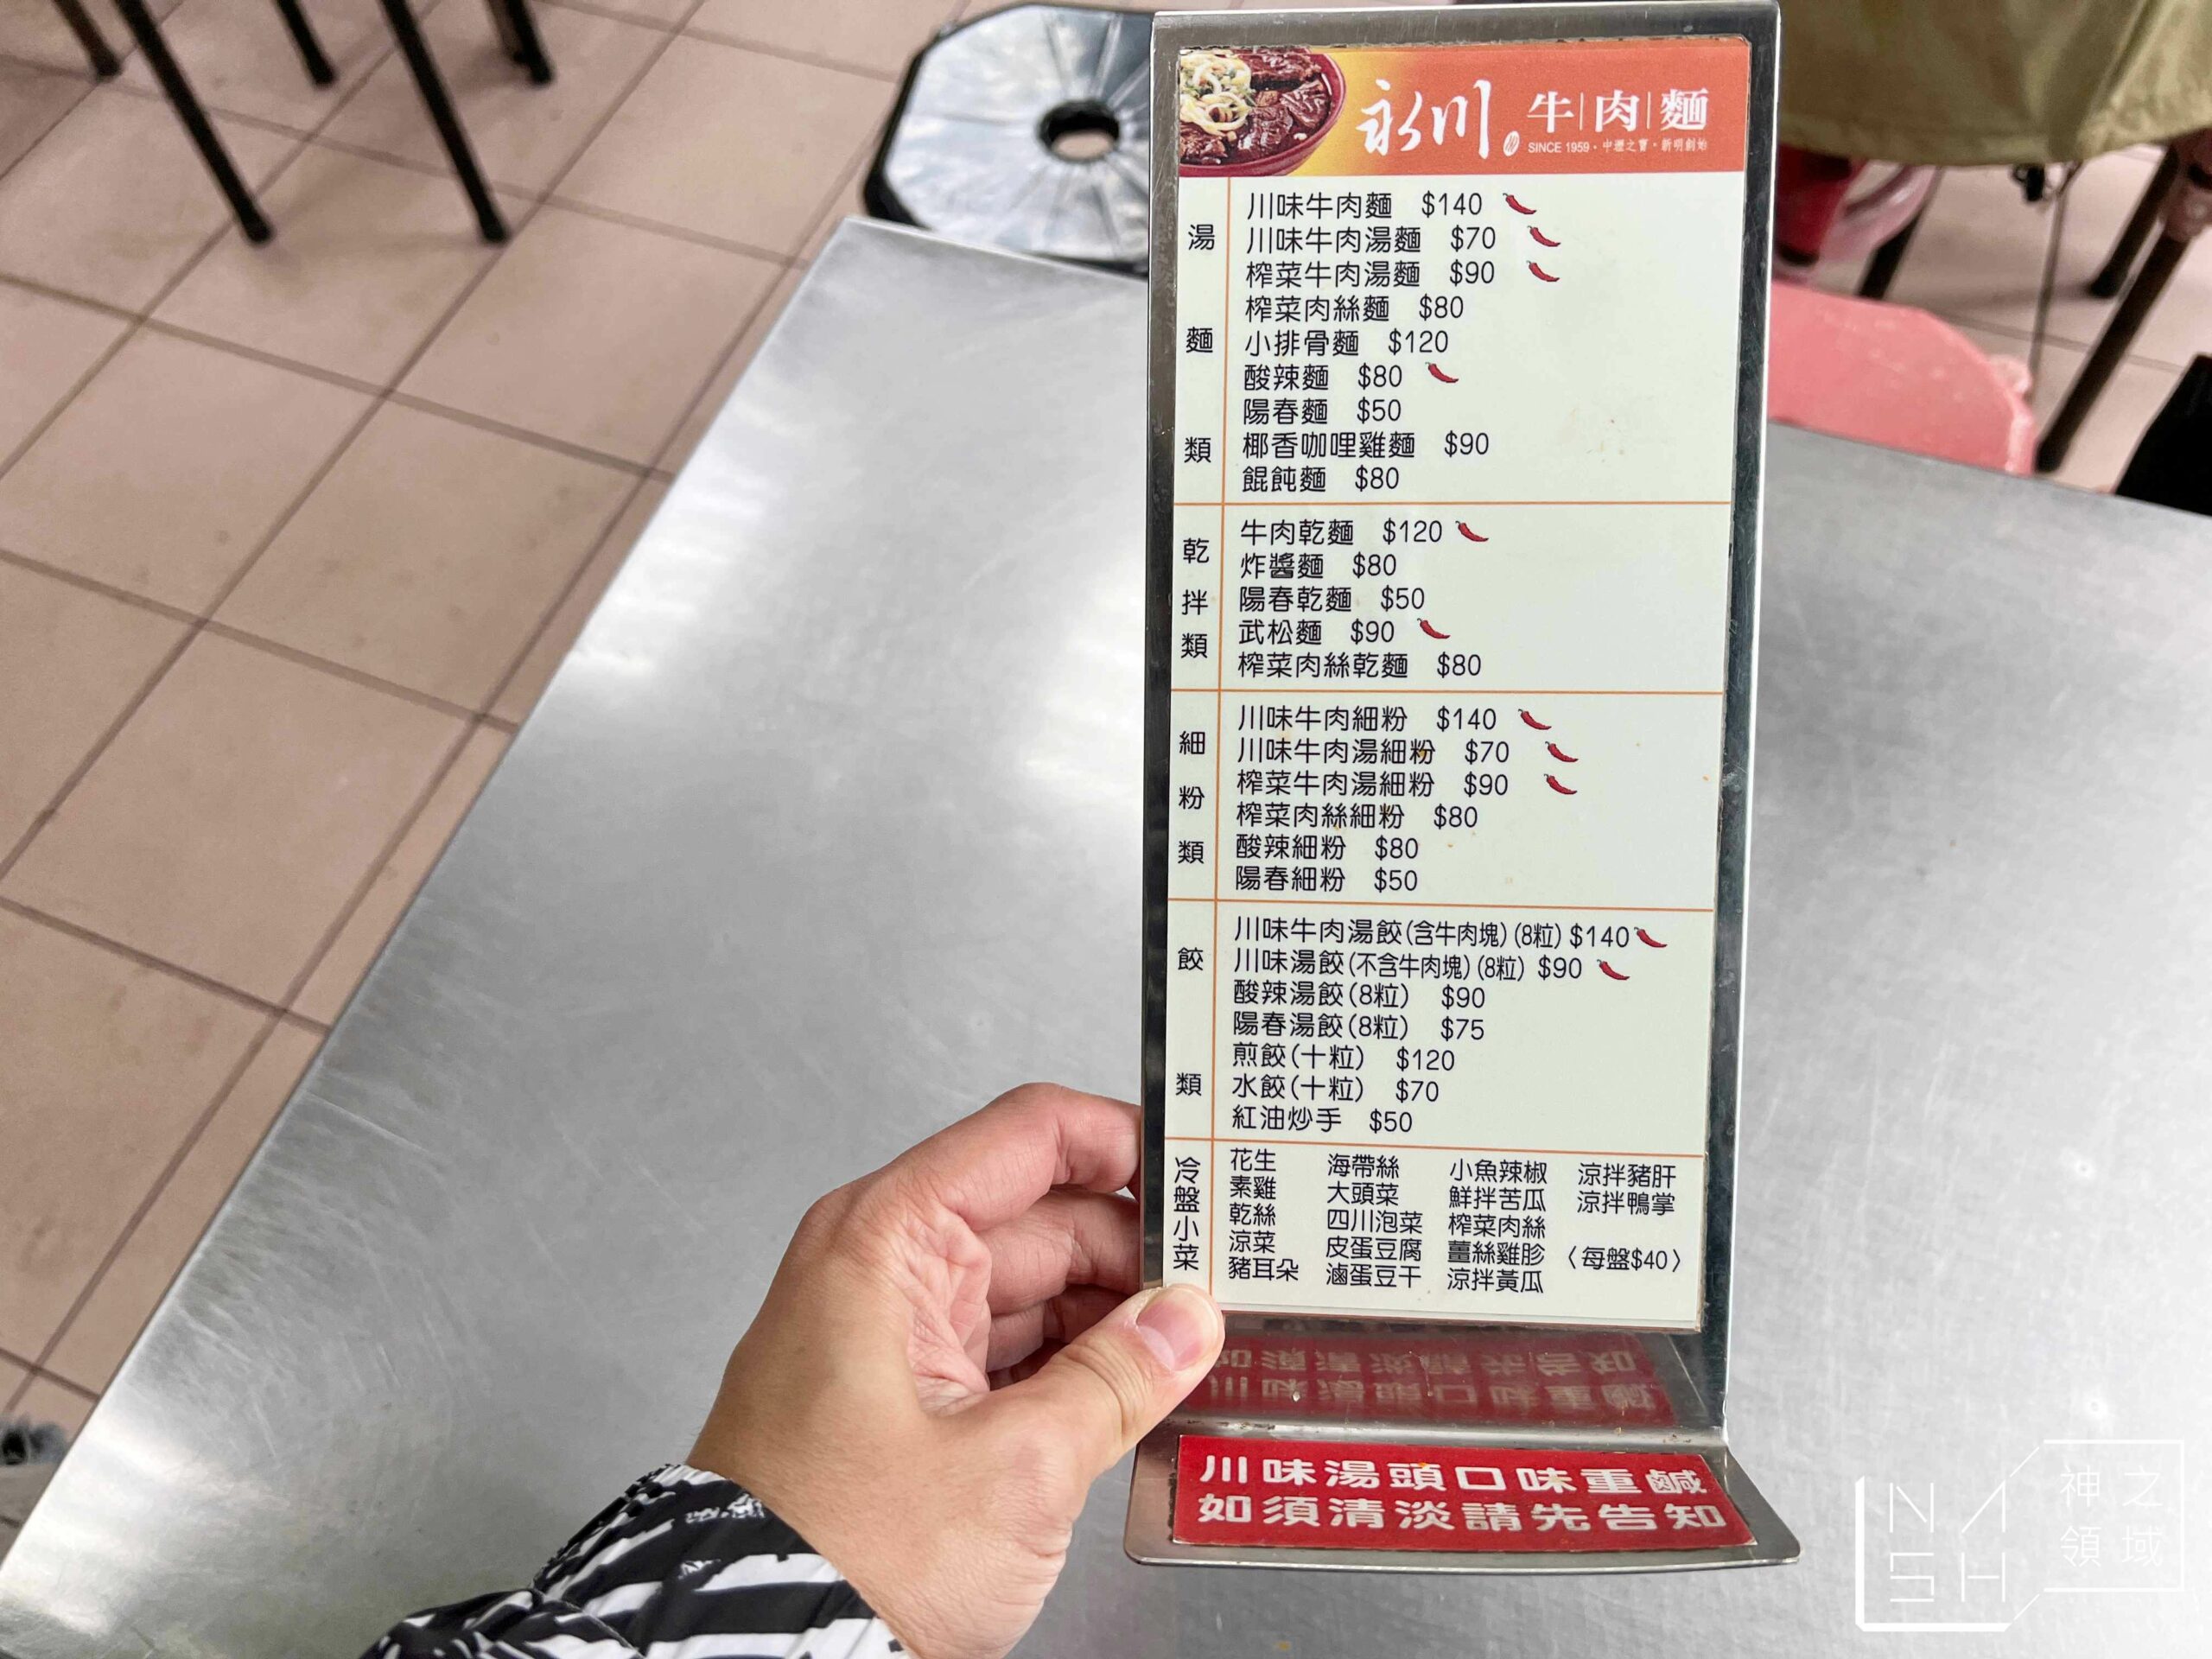 永川 牛|肉|麵
SINCE 1959・中壢之寶・新明創始
湯麵類
川味牛肉麵 $140
川味牛肉湯麵 $70
榨菜牛肉湯麵 $90
榨菜肉絲麵 $80
小排骨麵 $120
酸辣麵 $80
陽春麵 $50
椰香咖哩雞麵 $90
餛飩麵 $80
乾拌類
牛肉乾麵 $120
炸醬麵 $80
陽春乾麵 $50
武松麵 $90
榨菜肉絲乾麵 $80
細粉類
川味牛肉細粉 $140
川味牛肉湯細粉 $70
榨菜牛肉湯細粉 $90
榨菜肉絲細粉 $80
酸辣細粉 $80
陽春細粉 $50
餃類
川味牛肉湯餃(含牛肉塊)(8粒) $140
川味湯餃(不含牛肉塊)(8粒) $90
酸辣湯餃(8粒) $90
陽春湯餃(8粒) $75
煎餃(十粒) $120
水餃(十粒) $70
紅油炒手 $50
冷盤小菜
花生 海帶絲 小魚辣椒 涼拌豬肝
素雞 大頭菜 鮮拌苦瓜 涼拌鴨掌
乾絲 四川泡菜 榨菜肉絲
涼菜 皮蛋豆腐 薑絲雞胗 〈每盤$40〉
豬耳朵 滷蛋豆干 涼拌黃瓜
川味湯頭口味重鹹
如須清淡請先告知
NASH
神之領域